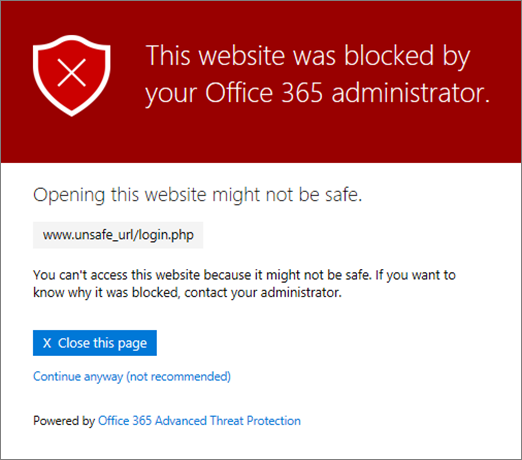 This website was blocked by
your Office 365 administrator.
Opening this website might not be safe.
www.unsafe_url/login.php
You can't access this website because it might not be safe. If you want to
know why it was blocked, contact your administrator.
X Close this page
Continue anyway (not recommended)
Powered by Office 365 Advanced Threat Protection